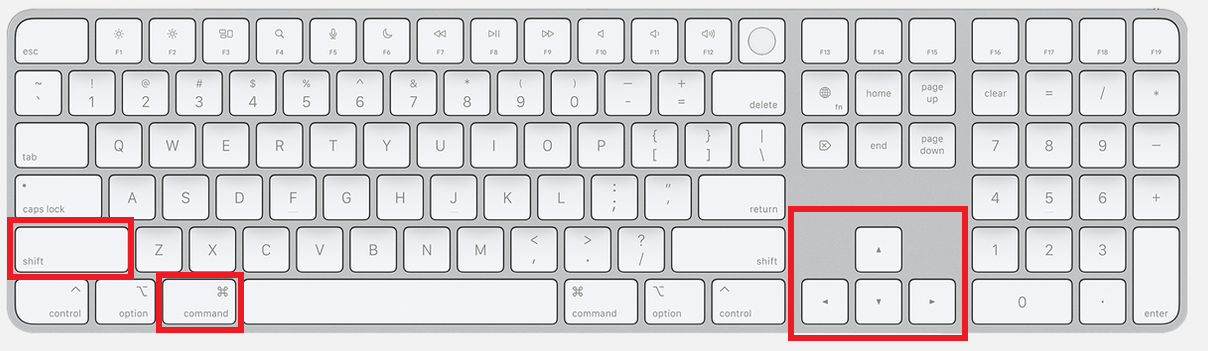 esc F1 F2 F3 F4 F5 F6 F7 F8 F9 F10 F11 F12 F13 F14 F15 F16 F17 F18 F19
~ ` ! 1 @ 2 # 3 $ 4 % 5 ^ 6 & 7 * 8 ( 9 ) 0 — - + = delete fn home page up clear = / *
tab Q W E R T Y U I O P { [ } ] | \ end page down 7 8 9 —
caps lock A S D F G H J K L : ; " ' return 4 5 6 +
shift Z X C V B N M < , > . ? / shift 1 2 3
control option ⌘ command ⌘ command option control 0 . enter